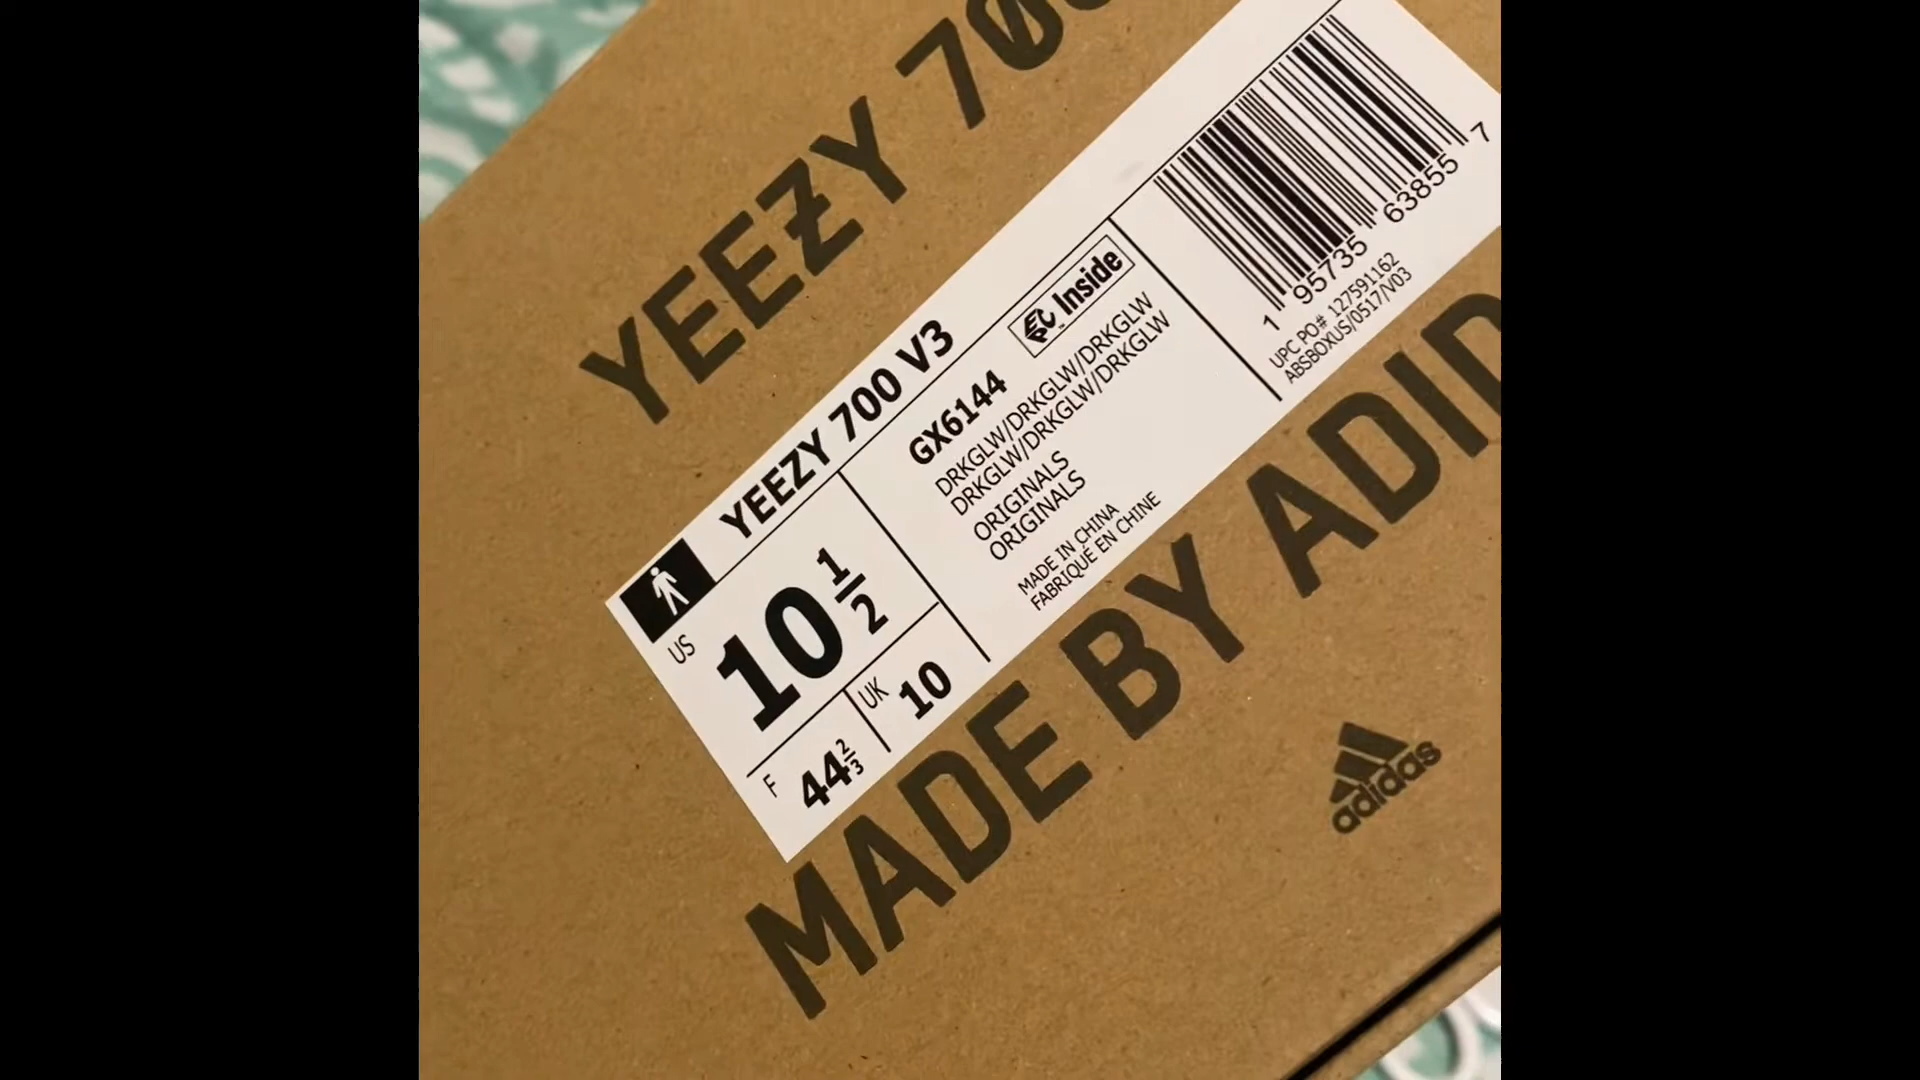 YEEZY 700
YEEZY 700 V3
US
10 1/2
F 44 2/3
UK 10
GX6144
EPC Inside
™
DRKGLW/DRKGLW/DRKGLW
DRKGLW/DRKGLW/DRKGLW
ORIGINALS
ORIGINALS
MADE IN CHINA
FABRIQUÉ EN CHINE
1 95735 63855 7
UPC PO# 127591162
ABSBOXUS/0517/V03
MADE BY ADID
adidas